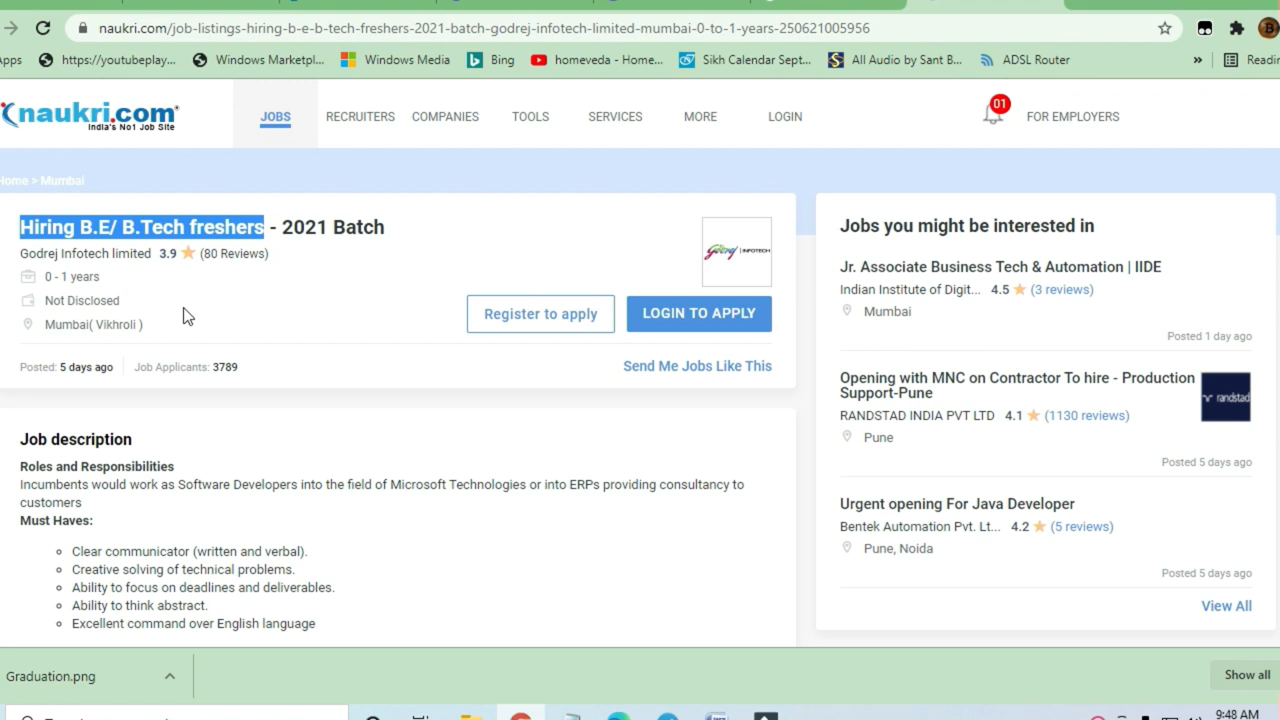 naukri.com/job-listings-hiring-b-e-b-tech-freshers-2021-batch-godrej-infotech-limited-mumbai-0-to-1-years-250621005956
https://youtubeplay... Windows Marketpl... Windows Media Bing homeveda - Home... Sikh Calendar Sept... All Audio by Sant B... ADSL Router »
naukri.com
India's No1 Job Site
JOBS RECRUITERS COMPANIES TOOLS SERVICES MORE LOGIN 01 FOR EMPLOYERS
Home > Mumbai
Hiring B.E/ B.Tech freshers - 2021 Batch
Godrej Infotech limited 3.9 (80 Reviews)
Godrej | INFOTECH
0 - 1 years
Not Disclosed
Mumbai( Vikhroli )
Register to apply LOGIN TO APPLY
Posted: 5 days ago Job Applicants: 3789 Send Me Jobs Like This
Job description
Roles and Responsibilities
Incumbents would work as Software Developers into the field of Microsoft Technologies or into ERPs providing consultancy to
customers
Must Haves:
Clear communicator (written and verbal).
Creative solving of technical problems.
Ability to focus on deadlines and deliverables.
Ability to think abstract.
Excellent command over English language
Jobs you might be interested in
Jr. Associate Business Tech & Automation | IIDE
Indian Institute of Digit... 4.5 (3 reviews)
Mumbai
Posted 1 day ago
Opening with MNC on Contractor To hire - Production
Support-Pune
randstad
RANDSTAD INDIA PVT LTD 4.1 (1130 reviews)
Pune
Posted 5 days ago
Urgent opening For Java Developer
Bentek Automation Pvt. Lt... 4.2 (5 reviews)
Pune, Noida
Posted 5 days ago
View All
Graduation.png Show all
9:48 AM